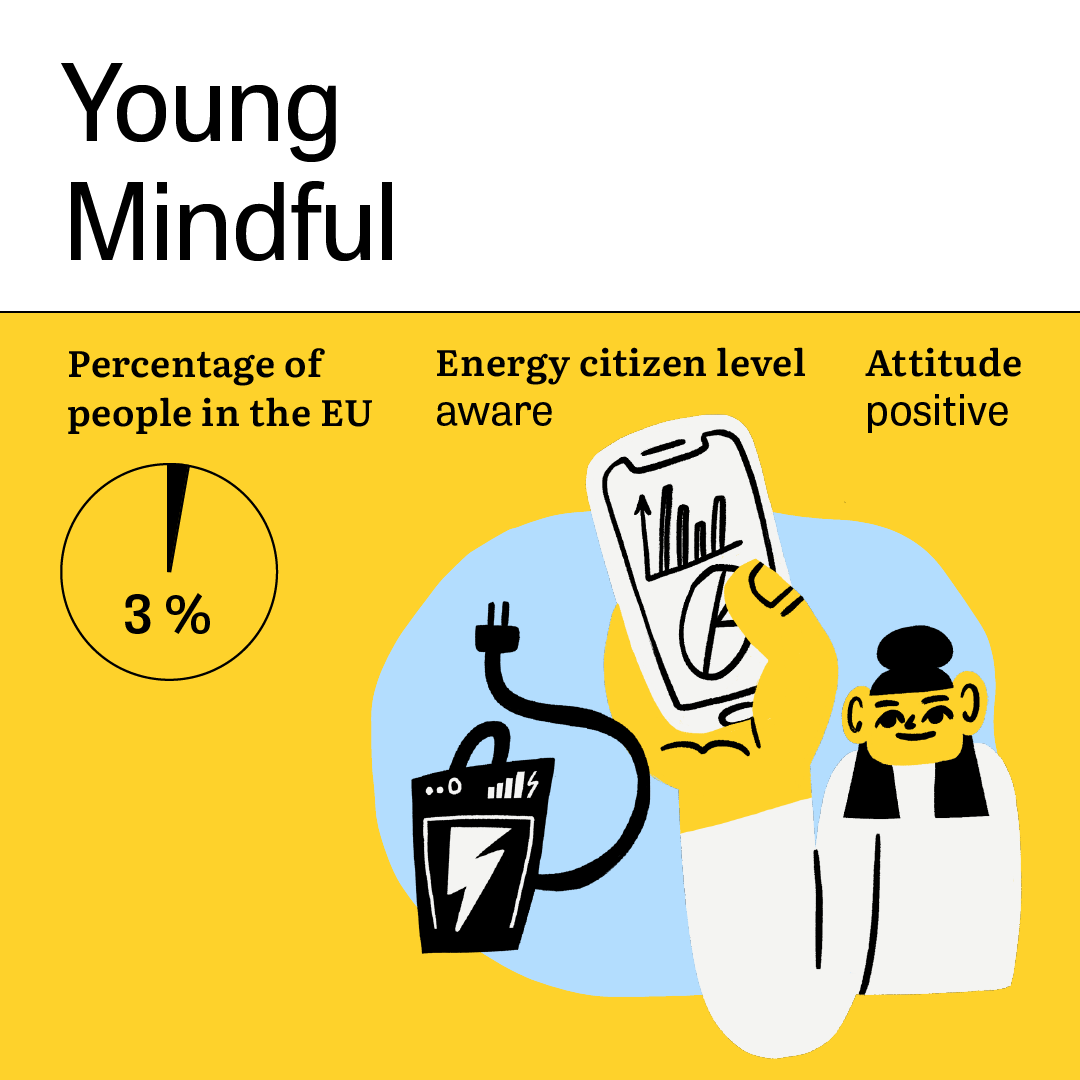 Young
Mindful
Percentage of
people in the EU
3 %
Energy citizen level
aware
Attitude
positive